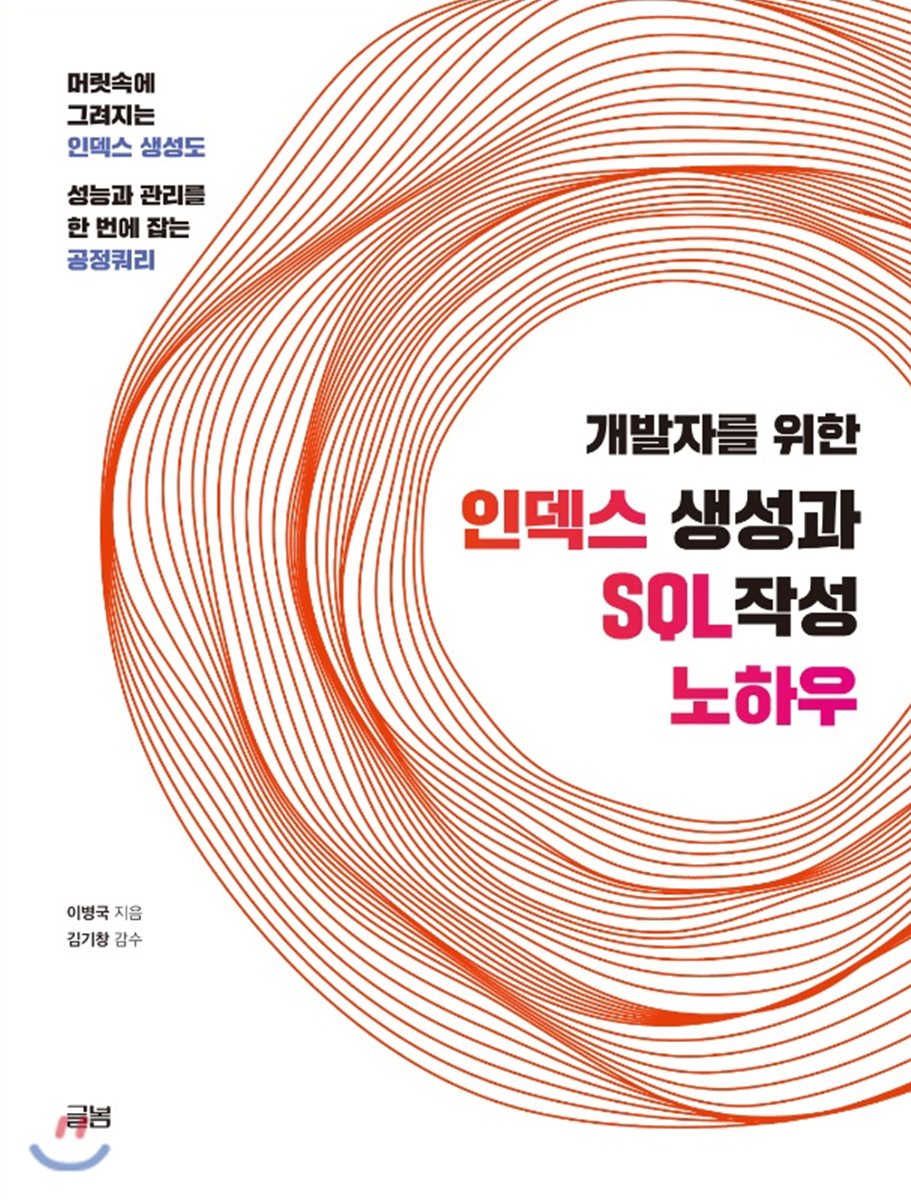 머릿속에
그려지는
인덱스 생성도
성능과 관리를
한 번에 잡는
공정쿼리
개발자를 위한
인덱스 생성과
SQL작성
노하우
이병국 지음
김기창 감수
글봄